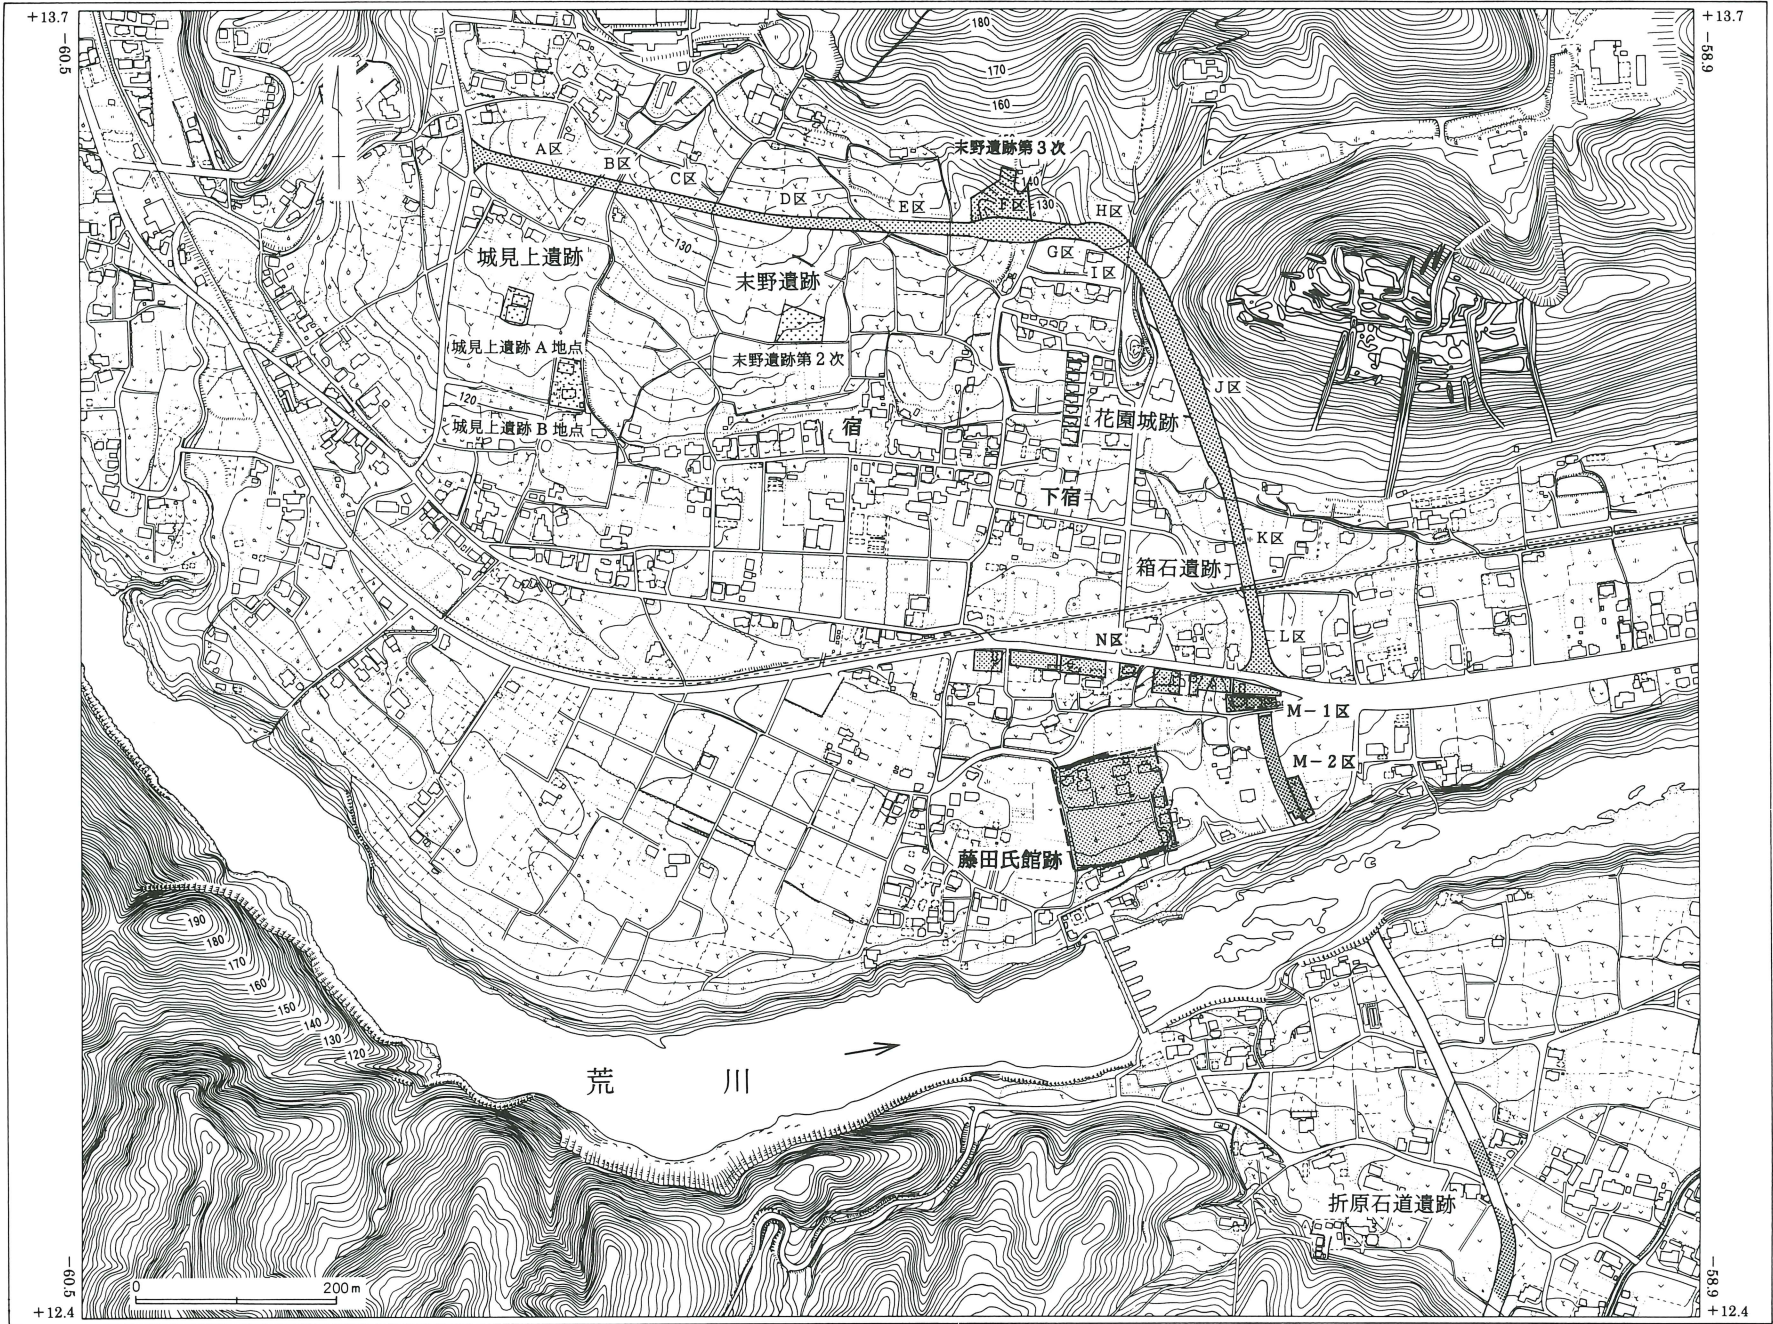 +13.7
+13.7
−60.5
−58.9
180
170
160
末野遺跡第3次
A区
B区
C区
D区
E区
F区
140
130
H区
G区
I区
130
城見上遺跡
末野遺跡
城見上遺跡A地点
末野遺跡第2次
J区
120
城見上遺跡B地点
宿
花園城跡
下宿
K区
箱石遺跡
N区
L区
M−1区
M−2区
藤田氏館跡
190
180
170
160
150
140
130
120
荒川
折原石道遺跡
0
200m
−60.5
−58.9
+12.4
+12.4